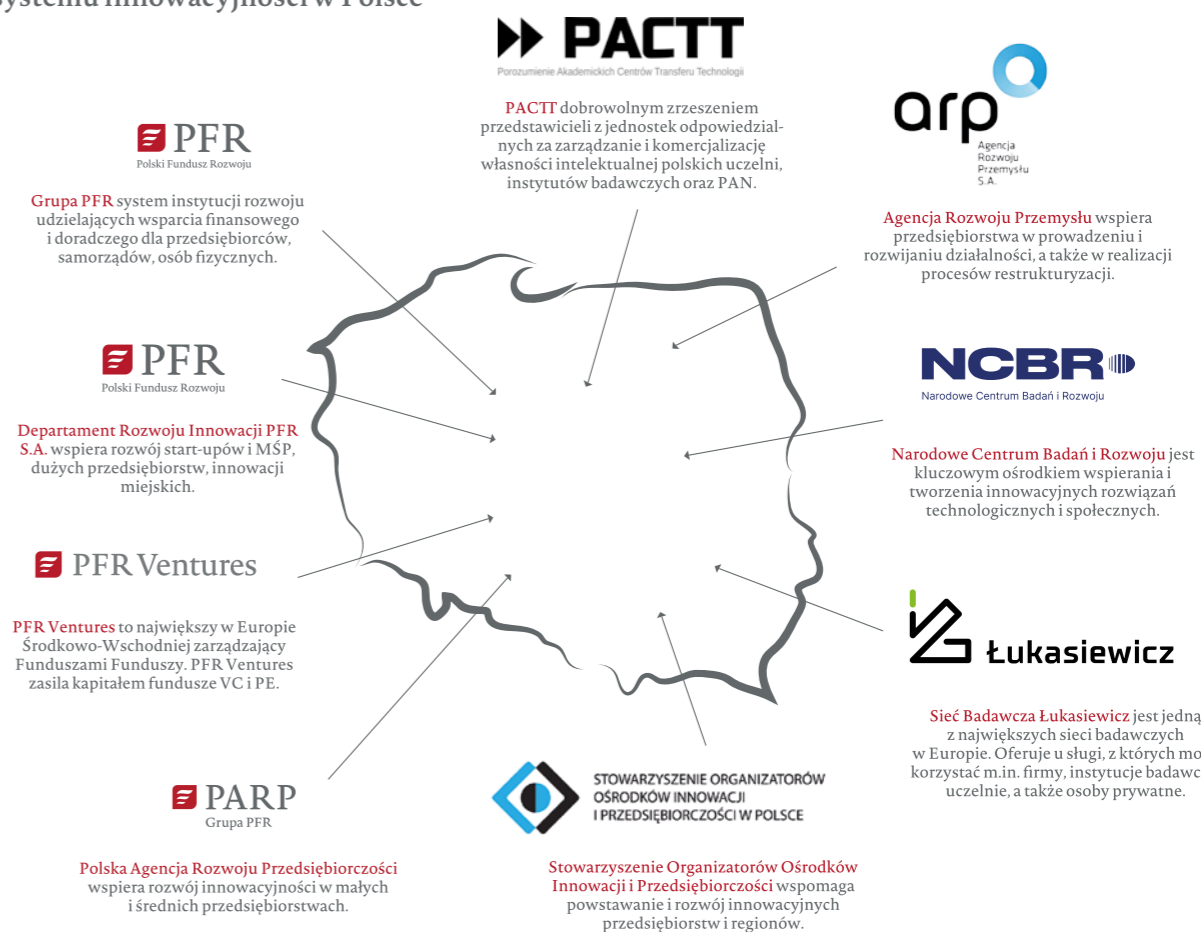 systemu innowacyjności w Polsce
PACTT
Porozumienie Akademickich Centrów Transferu Technologii
PACTT dobrowolnym zrzeszeniem
przedstawicieli z jednostek odpowiedzial-
nych za zarządzanie i komercjalizację
własności intelektualnej polskich uczelni,
instytutów badawczych oraz PAN.
arp
Agencja
Rozwoju
Przemysłu
S.A.
Agencja Rozwoju Przemysłu wspiera
przedsiębiorstwa w prowadzeniu i
rozwijaniu działalności, a także w realizacji
procesów restrukturyzacji.
PFR
Polski Fundusz Rozwoju
Grupa PFR system instytucji rozwoju
udzielających wsparcia finansowego
i doradczego dla przedsiębiorców,
samorządów, osób fizycznych.
PFR
Polski Fundusz Rozwoju
Departament Rozwoju Innowacji PFR
S.A. wspiera rozwój start-upów i MŚP,
dużych przedsiębiorstw, innowacji
miejskich.
NCBR
Narodowe Centrum Badań i Rozwoju
Narodowe Centrum Badań i Rozwoju jest
kluczowym ośrodkiem wspierania i
tworzenia innowacyjnych rozwiązań
technologicznych i społecznych.
PFR Ventures
PFR Ventures to największy w Europie
Środkowo-Wschodniej zarządzający
Funduszami Funduszy. PFR Ventures
zasila kapitałem fundusze VC i PE.
Łukasiewicz
Sieć Badawcza Łukasiewicz jest jedną
z największych sieci badawczych
w Europie. Oferuje u sługi, z których mo
korzystać m.in. firmy, instytucje badawc
uczelnie, a także osoby prywatne.
PARP
Grupa PFR
Polska Agencja Rozwoju Przedsiębiorczości
wspiera rozwój innowacyjności w małych
i średnich przedsiębiorstwach.
STOWARZYSZENIE ORGANIZATORÓW
OŚRODKÓW INNOWACJI
I PRZEDSIĘBIORCZOŚCI W POLSCE
Stowarzyszenie Organizatorów Ośrodków
Innowacji i Przedsiębiorczości wspomaga
powstawanie i rozwój innowacyjnych
przedsiębiorstw i regionów.